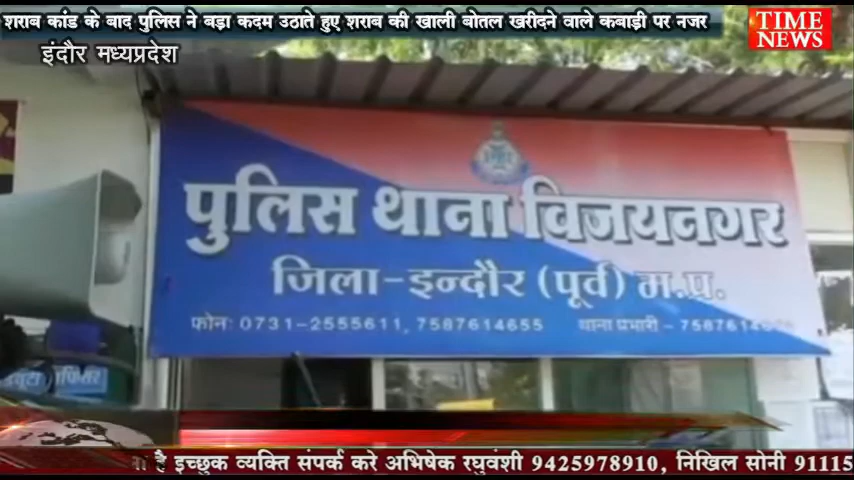 शराब कांड के बाद पुलिस ने बड़ा कदम उठाते हुए शराब की खाली बोतल खरीदने वाले कबाड़ी पर नजर
TIME
NEWS
इंदौर मध्यप्रदेश
पुलिस थाना विजयनगर
जिला-इन्दौर (पूर्व) म.प्र.
फोन: 0731-2555611, 7587614655 थाना प्रभारी - 7587614
है इच्छुक व्यक्ति संपर्क करे अभिषेक रघुवंशी 9425978910, निखिल सोनी 91115